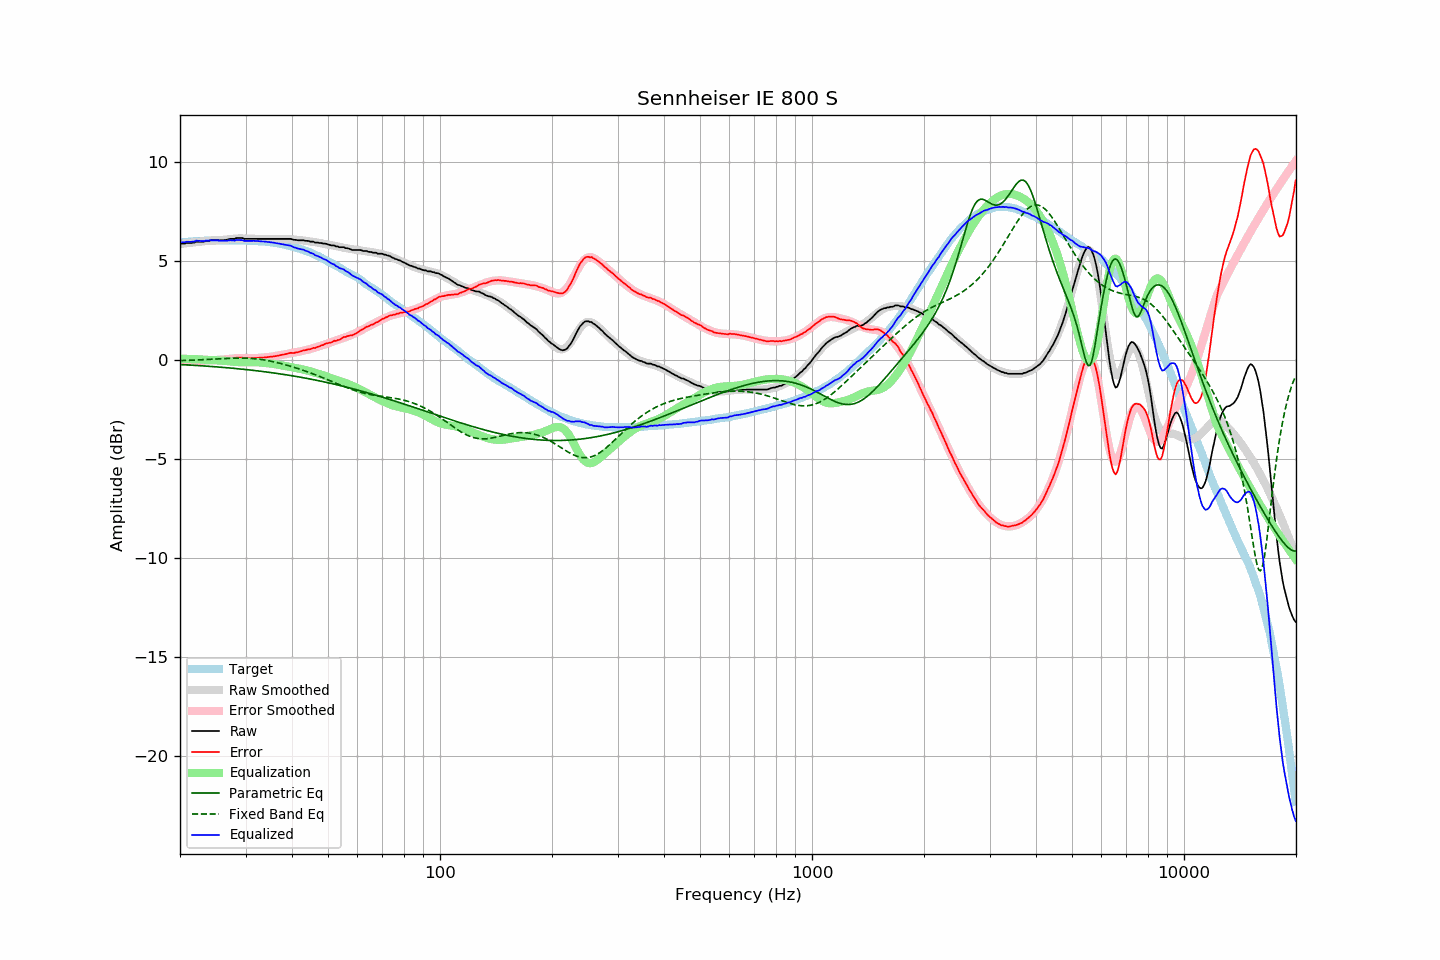 Sennheiser IE 800 S
Amplitude (dBr)
10
5
0
−5
−10
−15
−20
Target
Raw Smoothed
Error Smoothed
Raw
Error
Equalization
Parametric Eq
Fixed Band Eq
Equalized
100
1000
10000
Frequency (Hz)